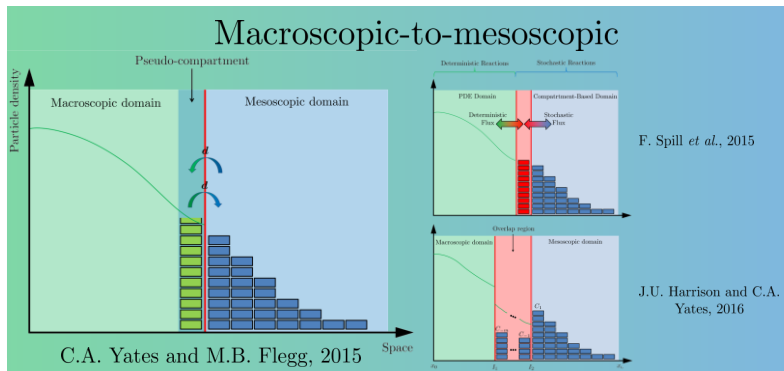 Macroscopic-to-mesoscopic
Pseudo-compartment
Particle density
Macroscopic domain
Mesoscopic domain
d
d
Space
C.A. Yates and M.B. Flegg, 2015
Deterministic Reactions
Stochastic Reactions
PDE Domain
Compartment-Based Domain
Deterministic
Flux
Stochastic
Flux
F. Spill et al., 2015
Overlap region
Macroscopic domain
Mesoscopic domain
C₁
J.U. Harrison and C.A.
Yates, 2016